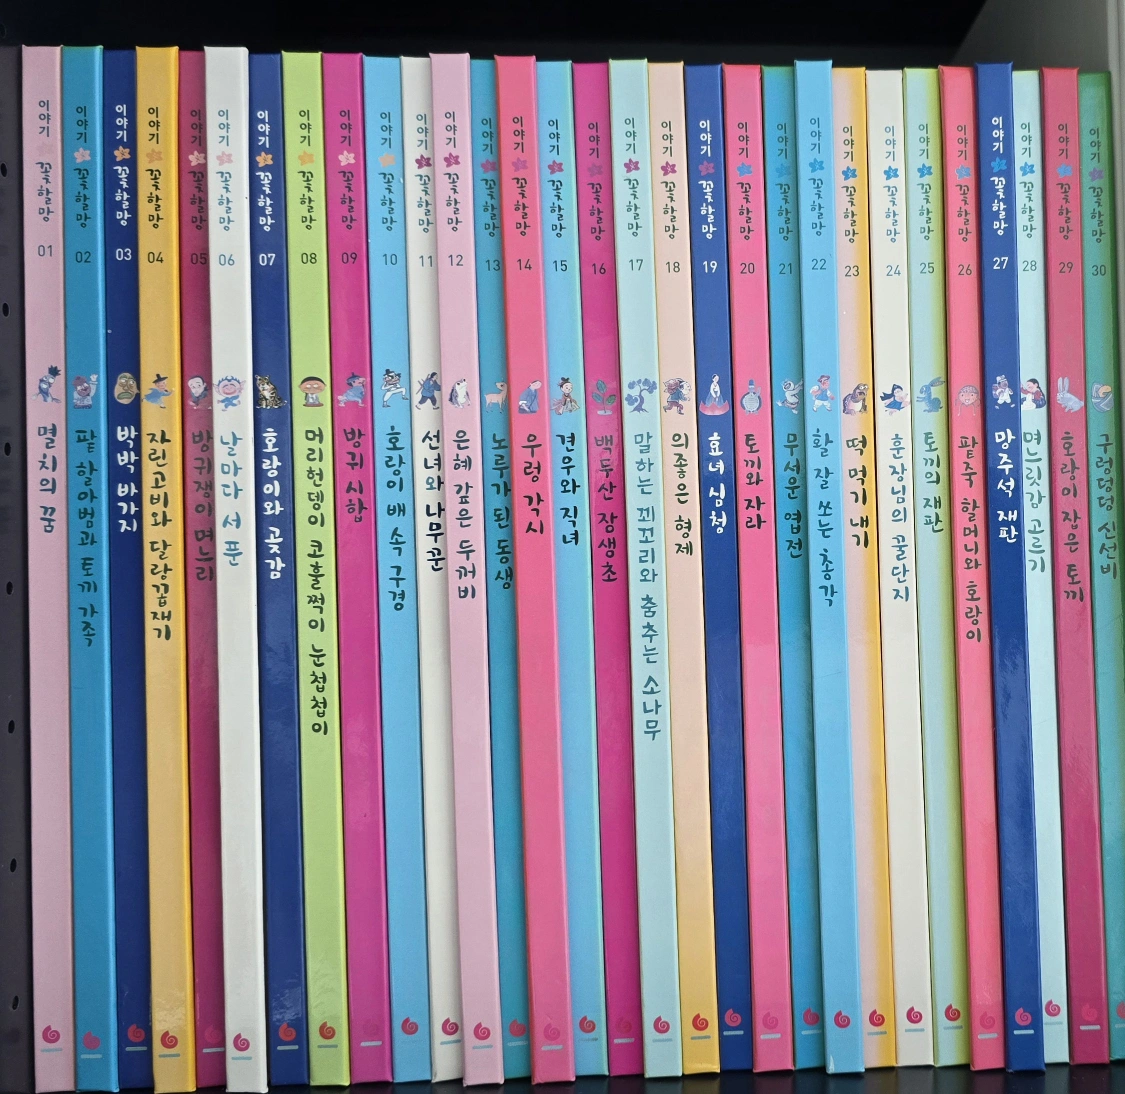 이야기 꽃할망 01 멸치의 꿈
이야기 꽃할망 02 팥 할아범과 토끼 가족
이야기 꽃할망 03 박박 바가지
이야기 꽃할망 04 자린고비와 달랑꼽재기
이야기 꽃할망 05 방귀쟁이 며느리
이야기 꽃할망 06 날마다 서 푼
이야기 꽃할망 07 호랑이와 곶감
이야기 꽃할망 08 머리헌뎅이 코훌쩍이 눈첩첩이
이야기 꽃할망 09 방귀 시합
이야기 꽃할망 10 호랑이 배 속 구경
이야기 꽃할망 11 선녀와 나무꾼
이야기 꽃할망 12 은혜 갚은 두꺼비
이야기 꽃할망 13 노루가 된 동생
이야기 꽃할망 14 우렁 각시
이야기 꽃할망 15 견우와 직녀
이야기 꽃할망 16 백두산 장생초
이야기 꽃할망 17 말하는 꾀꼬리와 춤추는 소나무
이야기 꽃할망 18 의좋은 형제
이야기 꽃할망 19 효녀 심청
이야기 꽃할망 20 토끼와 자라
이야기 꽃할망 21 무서운 엽전
이야기 꽃할망 22 활 잘 쏘는 총각
이야기 꽃할망 23 떡 먹기 내기
이야기 꽃할망 24 훈장님의 꿀단지
이야기 꽃할망 25 토끼의 재판
이야기 꽃할망 26 팥죽 할머니와 호랑이
이야기 꽃할망 27 망주석 재판
이야기 꽃할망 28 며느릿감 고르기
이야기 꽃할망 29 호랑이 잡은 토끼
이야기 꽃할망 30 구렁덩덩 신선비